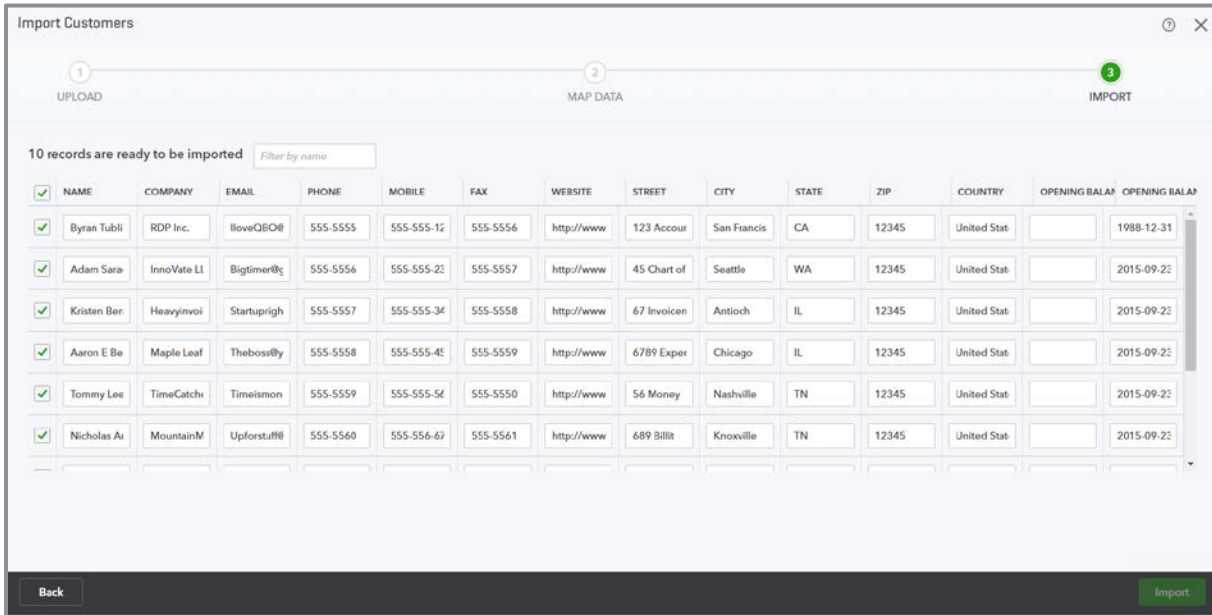 Import Customers
1 2 3
UPLOAD MAP DATA IMPORT
10 records are ready to be imported Filter by name
NAME COMPANY EMAIL PHONE MOBILE FAX WEBSITE STREET CITY STATE ZIP COUNTRY OPENING BALAN OPENING BALAN
Byran Tubli RDP Inc. IloveQBO@ 555-5555 555-555-12 555-5556 http://www 123 Accour San Francis CA 12345 United Stat 1988-12-31
Adam Sara InnoVate LL Bigtimer@g 555-5556 555-555-23 555-5557 http://www 45 Chart of Seattle WA 12345 United Stat 2015-09-23
Kristen Ber Heavyinvoi Startuprigh 555-5557 555-555-34 555-5558 http://www 67 Invoicen Antioch IL 12345 United Stat 2015-09-23
Aaron E Be Maple Leaf Theboss@y 555-5558 555-555-45 555-5559 http://www 6789 Exper Chicago IL 12345 United Stat 2015-09-23
Tommy Lee TimeCatche Timeismon 555-5559 555-555-56 555-5550 http://www 56 Money Nashville TN 12345 United Stat 2015-09-23
Nicholas Ar MountainM Upforstuff@ 555-5560 555-556-67 555-5561 http://www 689 Billit Knoxville TN 12345 United Stat 2015-09-23
Back Import